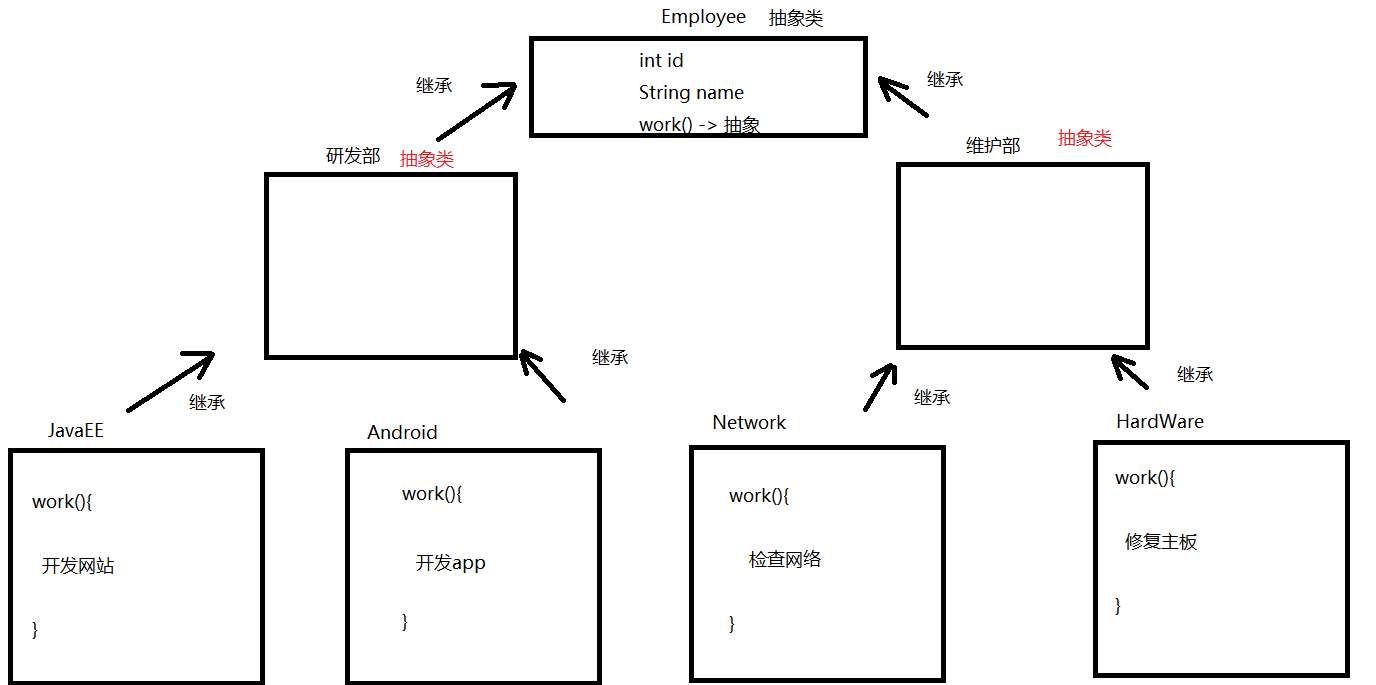 Employee 抽象类
int id
String name
work() -> 抽象
继承
继承
研发部 抽象类
维护部 抽象类
继承
继承
继承
继承
JavaEE
work(){
开发网站
}
Android
work(){
开发app
}
Network
work(){
检查网络
}
HardWare
work(){
修复主板
}